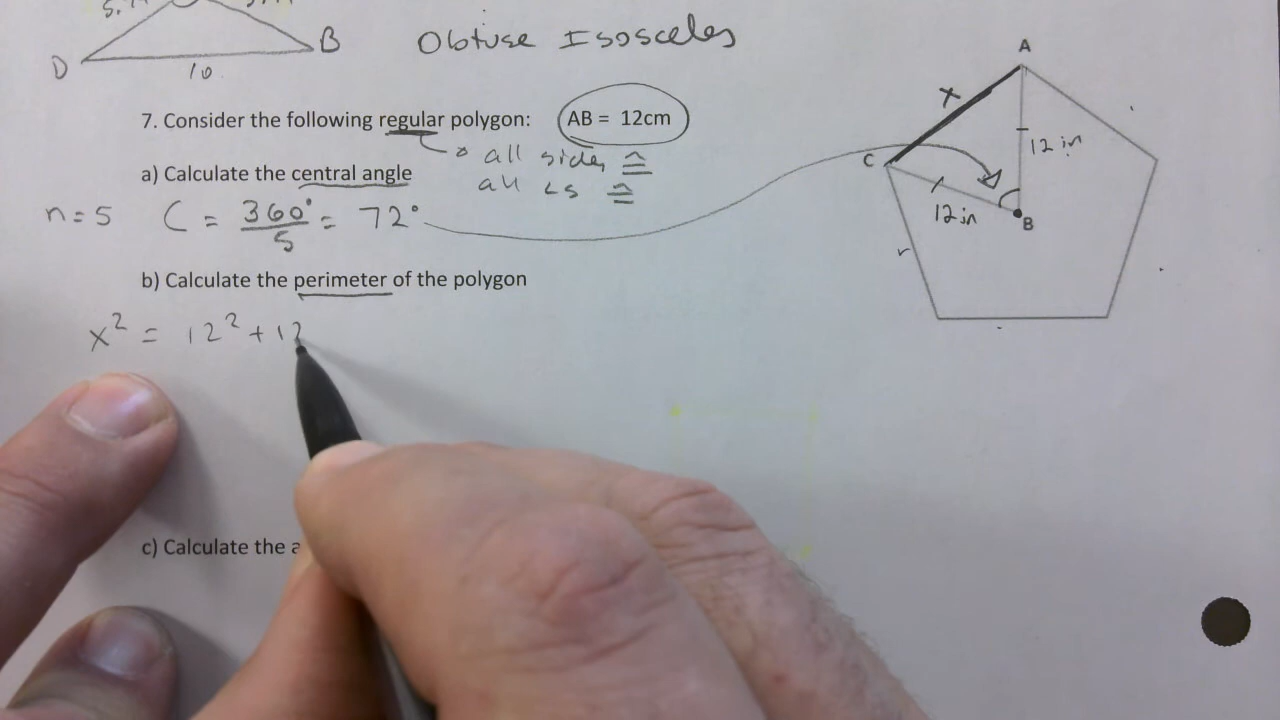 D
10
B
Obtuse Isosceles
7. Consider the following regular polygon: AB = 12cm
all sides ≅
all ∠s ≅
a) Calculate the central angle
n = 5 C = 360° / 5 = 72°
b) Calculate the perimeter of the polygon
x² = 12² + 12
c) Calculate the a
A
x
12 in
C
12 in
B